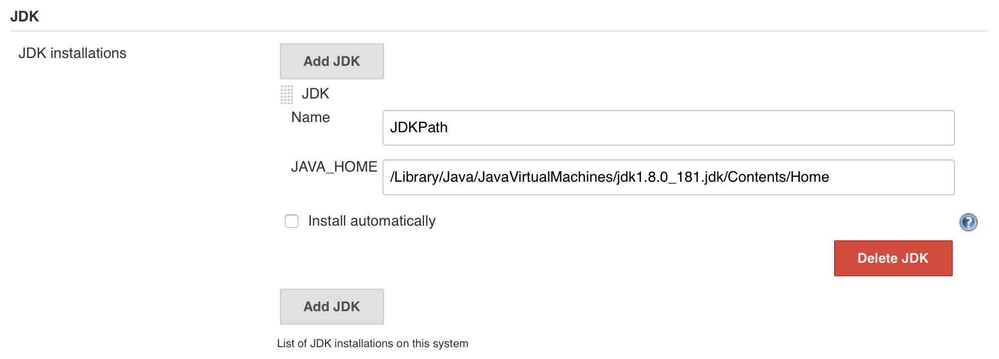 JDK
JDK installations
Add JDK
JDK
Name
JDKPath
JAVA_HOME
/Library/Java/JavaVirtualMachines/jdk1.8.0_181.jdk/Contents/Home
Install automatically
?
Delete JDK
Add JDK
List of JDK installations on this system